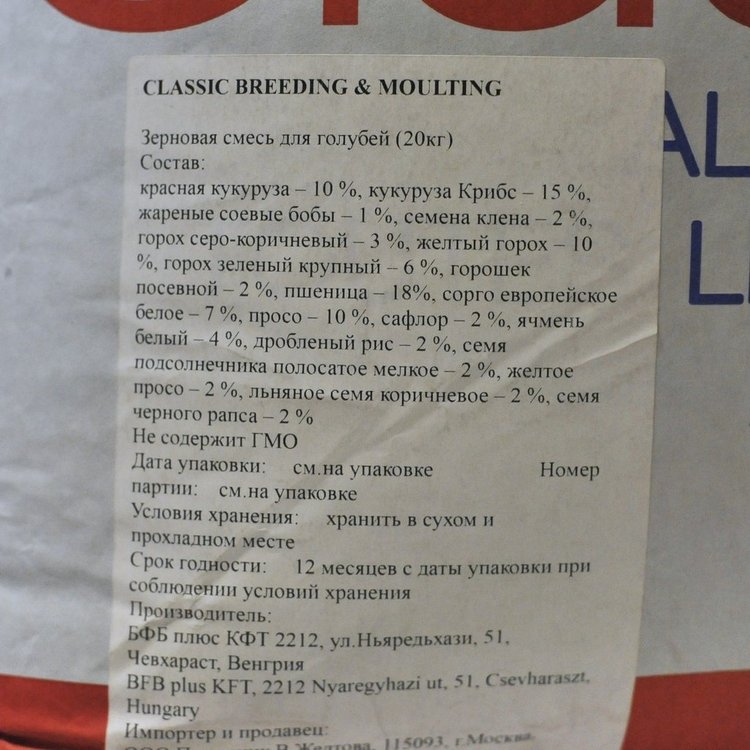 CLASSIC BREEDING & MOULTING
AL
Зерновая смесь для голубей (20кг)
Состав:
красная кукуруза – 10 %, кукуруза Крибс – 15 %,
жареные соевые бобы – 1 %, семена клена – 2 %,
горох серо-коричневый – 3 %, желтый горох – 10
%, горох зеленый крупный – 6 %, горошек
посевной – 2 %, пшеница – 18%, сорго европейское
белое – 7 %, просо – 10 %, сафлор – 2 %, ячмень
белый – 4 %, дробленый рис – 2 %, семя
подсолнечника полосатое мелкое – 2 %, желтое
просо – 2 %, льняное семя коричневое – 2 %, семя
черного рапса – 2 %
Не содержит ГМО
Дата упаковки: см.на упаковке Номер
партии: см.на упаковке
Условия хранения: хранить в сухом и
прохладном месте
Срок годности: 12 месяцев с даты упаковки при
соблюдении условий хранения
Производитель:
БФБ плюс КФТ 2212, ул.Ньяредьхази, 51,
Чевхараст, Венгрия
BFB plus KFT, 2212 Nyaregyhazi ut, 51, Csevharaszt,
Hungary
Импортер и продавец:
115093, г.Москва,